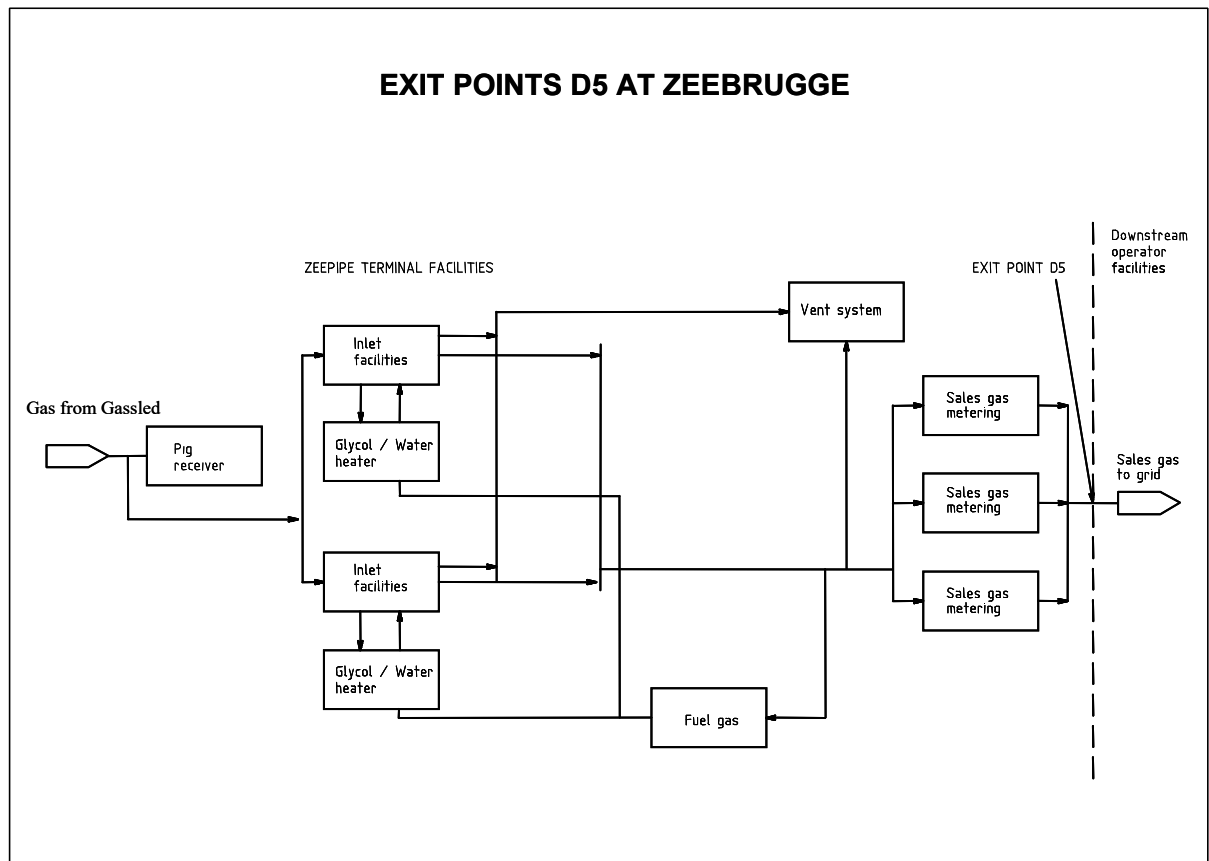 EXIT POINTS D5 AT ZEEBRUGGE
Downstream
operator
facilities
ZEEPIPE TERMINAL FACILITIES
EXIT POINT D5
Vent system
Inlet
facilities
Sales gas
metering
Gas from Gassled
Pig
receiver
Glycol / Water
heater
Sales gas
to grid
Sales gas
metering
Inlet
facilities
Sales gas
metering
Glycol / Water
heater
Fuel gas